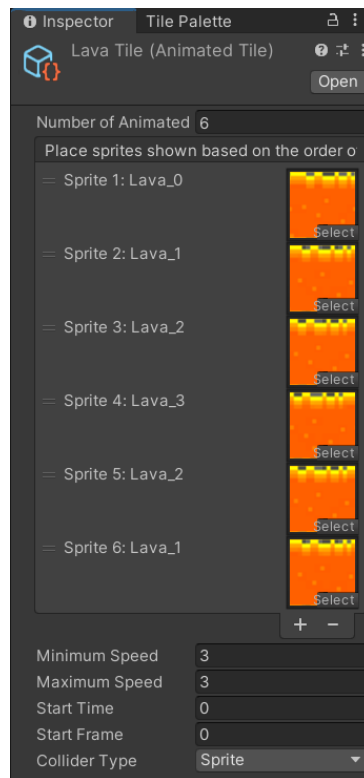 Inspector Tile Palette
Lava Tile (Animated Tile)
Open
Number of Animated 6
Place sprites shown based on the order of
Sprite 1: Lava_0
Select
Sprite 2: Lava_1
Select
Sprite 3: Lava_2
Select
Sprite 4: Lava_3
Select
Sprite 5: Lava_2
Select
Sprite 6: Lava_1
Select
+ −
Minimum Speed 3
Maximum Speed 3
Start Time 0
Start Frame 0
Collider Type Sprite